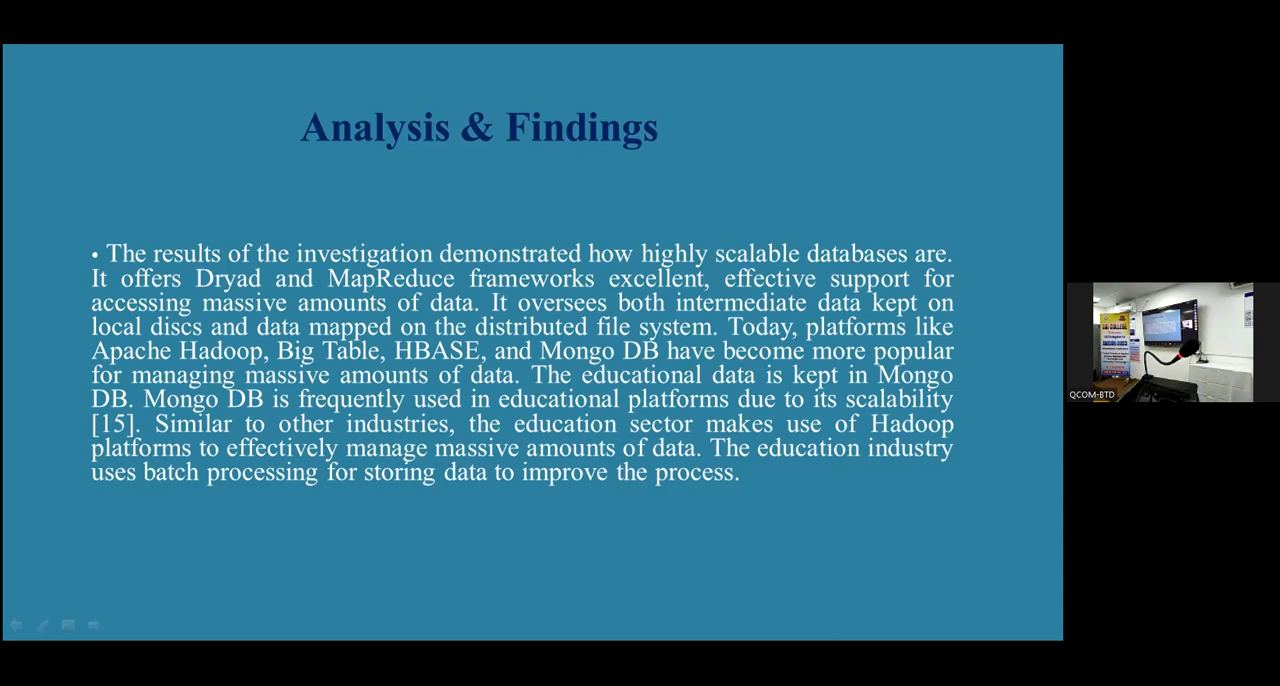 Analysis & Findings
• The results of the investigation demonstrated how highly scalable databases are.
It offers Dryad and MapReduce frameworks excellent, effective support for
accessing massive amounts of data. It oversees both intermediate data kept on
local discs and data mapped on the distributed file system. Today, platforms like
Apache Hadoop, Big Table, HBASE, and Mongo DB have become more popular
for managing massive amounts of data. The educational data is kept in Mongo
DB. Mongo DB is frequently used in educational platforms due to its scalability
[15]. Similar to other industries, the education sector makes use of Hadoop
platforms to effectively manage massive amounts of data. The education industry
uses batch processing for storing data to improve the process.
QCOM-BTD